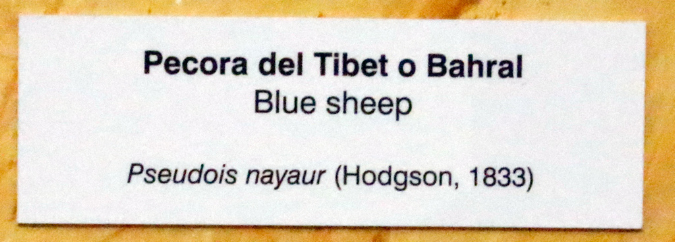 Pecora del Tibet o Bahral
Blue sheep
Pseudois nayaur (Hodgson, 1833)